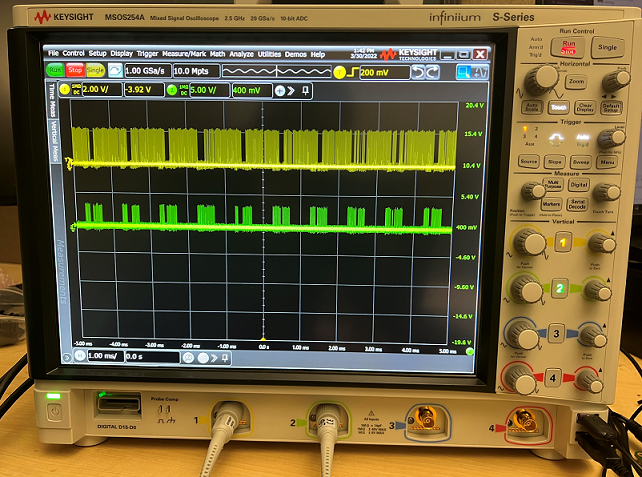 KEYSIGHT MSOS254A Mixed Signal Oscilloscope 2.5 GHz 20 GSa/s 10-bit ADC
infiniium S-Series
File Control Setup Display Trigger Measure/Mark Math Analyze Utilities Demos Help
1:42 PM
3/30/2022
KEYSIGHT
TECHNOLOGIES
Run Stop Single 1.00 GSa/s 10.0 Mpts 200 mV
2.00 V/ -3.92 V 5.00 V/ 400 mV
Time Meas
Vertical Meas
Measurements
20.4 V
15.4 V
10.4 V
5.40 V
400 mV
-4.60 V
-9.60 V
-14.6 V
-19.6 V
-5.00 ms -4.00 ms -3.00 ms -2.00 ms -1.00 ms 0.0 s 1.00 ms 2.00 ms 3.00 ms 4.00 ms 5.00 ms
H 1.00 ms/ 0.0 s
Run Control
Auto
Arm'd
Trig'd
Run
Stop
Single
Horizontal
Zoom
Auto
Scale
Touch
Clear
Display
Default
Setup
Trigger
1 2
3 4
Aux
Auto
Source Slope Sweep Menu
Measure
Multi
Purpose
Digital
Markers
Serial
Decode
Vertical
1
2
3
4
Probe Comp
DIGITAL D15-D0
1 2 3 4
All Inputs